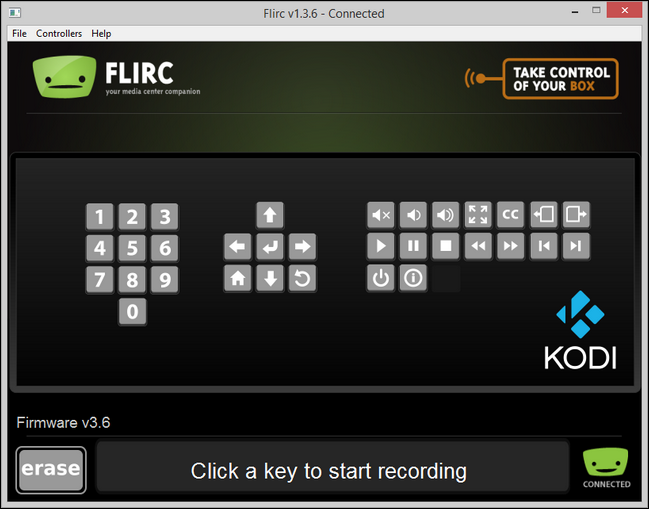 Flirc v1.3.6 - Connected
File Controllers Help
FLIRC
your media center companion
TAKE CONTROL
OF YOUR BOX
1 2 3
4 5 6
7 8 9
0
CC
KODI
Firmware v3.6
erase
Click a key to start recording
CONNECTED